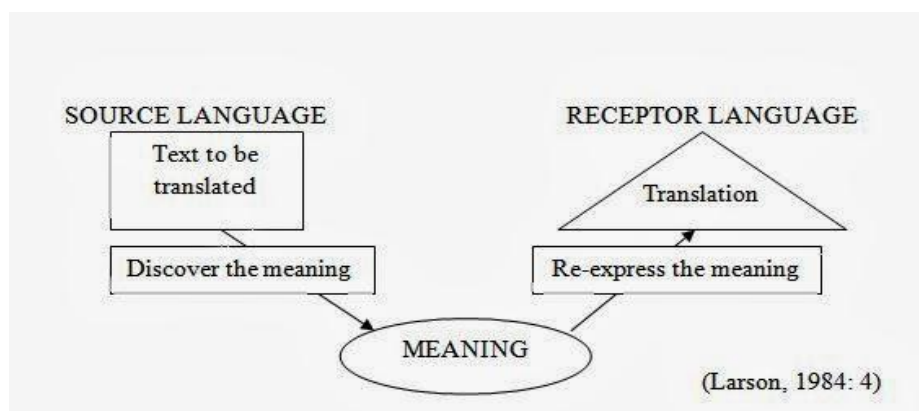 SOURCE LANGUAGE
RECEPTOR LANGUAGE
Text to be
translated
Translation
Discover the meaning
Re-express the meaning
MEANING
(Larson, 1984: 4)